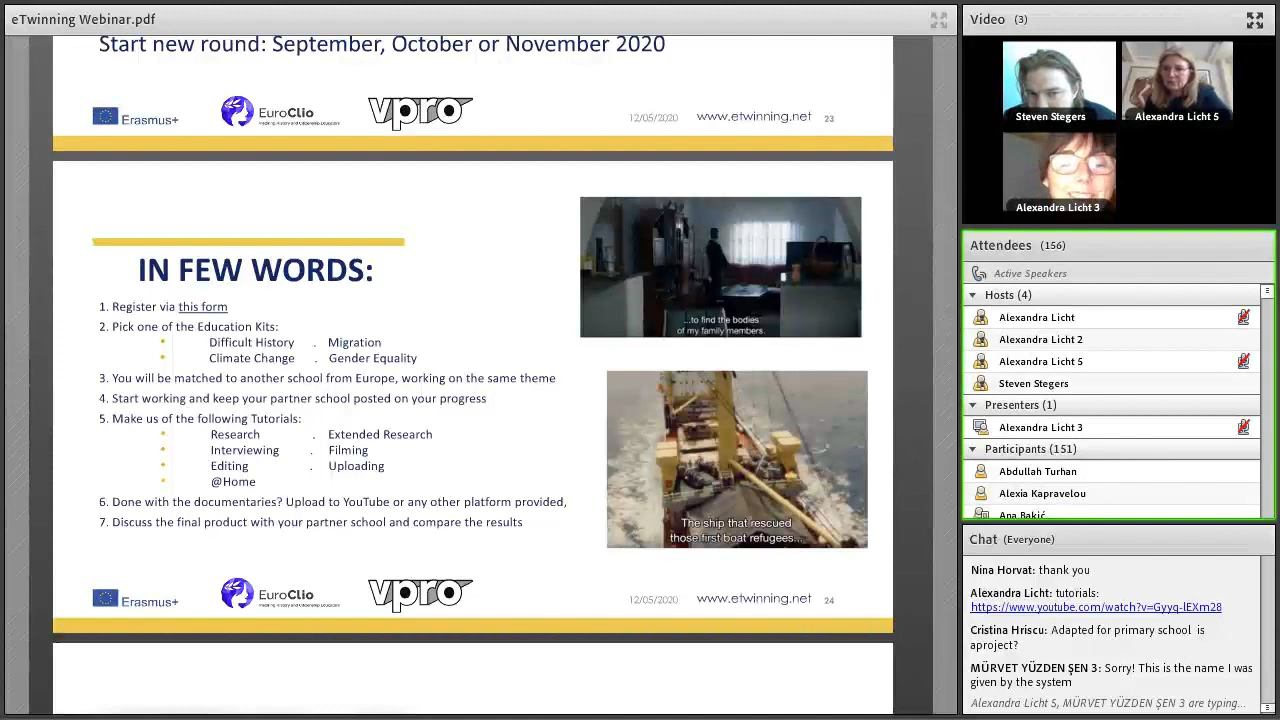 eTwinning Webinar.pdf
Start new round: September, October or November 2020
Erasmus+
EuroClio
vpro
12/05/2020
www.etwinning.net
23
IN FEW WORDS:
1. Register via this form
2. Pick one of the Education Kits:
• Difficult History . Migration
• Climate Change . Gender Equality
3. You will be matched to another school from Europe, working on the same theme
4. Start working and keep your partner school posted on your progress
5. Make us of the following Tutorials:
• Research . Extended Research
• Interviewing . Filming
• Editing . Uploading
• @Home
6. Done with the documentaries? Upload to YouTube or any other platform provided,
7. Discuss the final product with your partner school and compare the results
...to find the bodies
of my family members.
The ship that rescued
those first boat refugees...
Erasmus+
EuroClio
vpro
12/05/2020
www.etwinning.net
24
Video (3)
Steven Stegers
Alexandra Licht 5
Alexandra Licht 3
Attendees (156)
Active Speakers
Hosts (4)
Alexandra Licht
Alexandra Licht 2
Alexandra Licht 5
Steven Stegers
Presenters (1)
Alexandra Licht 3
Participants (151)
Abdullah Turhan
Alexia Kapravelou
Ana Bakić
Chat (Everyone)
Nina Horvat: thank you
Alexandra Licht: tutorials:
https://www.youtube.com/watch?v=Gyyq-lEXm28
Cristina Hriscu: Adapted for primary school is
aproject?
MÜRVET YÜZDEN ŞEN 3: Sorry! This is the name I was
given by the system
Alexandra Licht 5, MÜRVET YÜZDEN ŞEN 3 are typing...